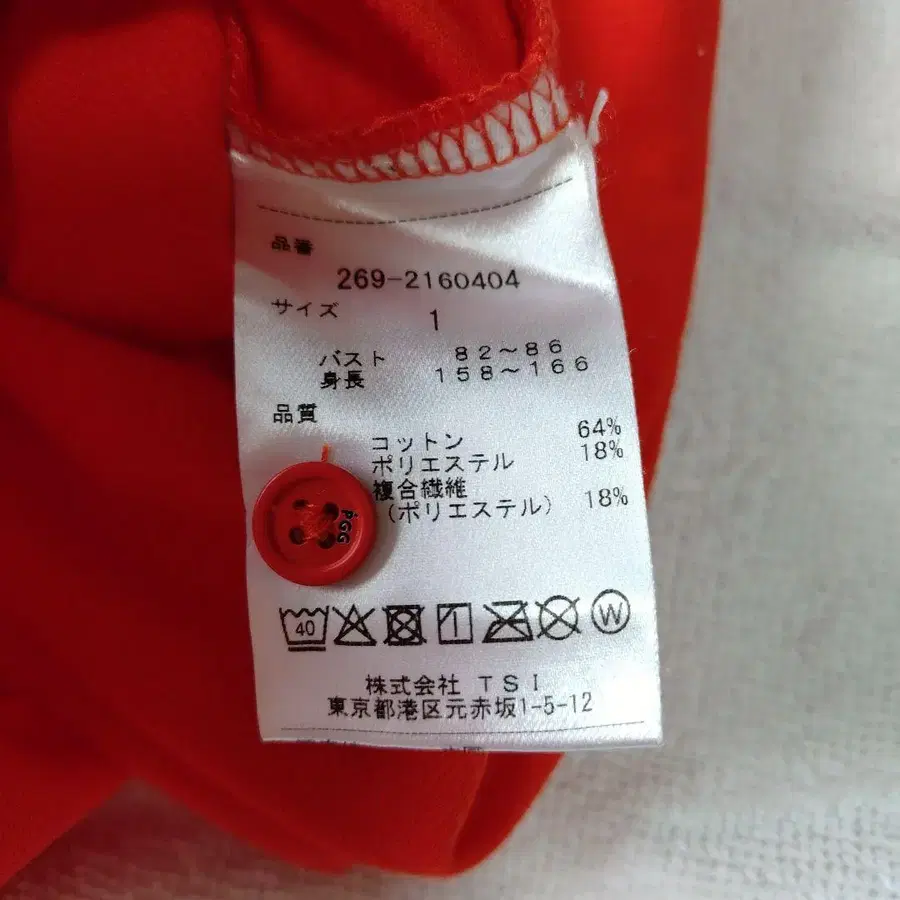 品番
269-2160404
サイズ
1
バスト 82～86
身長 158～166
品質
コットン 64%
ポリエステル 18%
複合繊維
(ポリエステル) 18%
PGG
40
W
株式会社 TSI
東京都港区元赤坂1-5-12